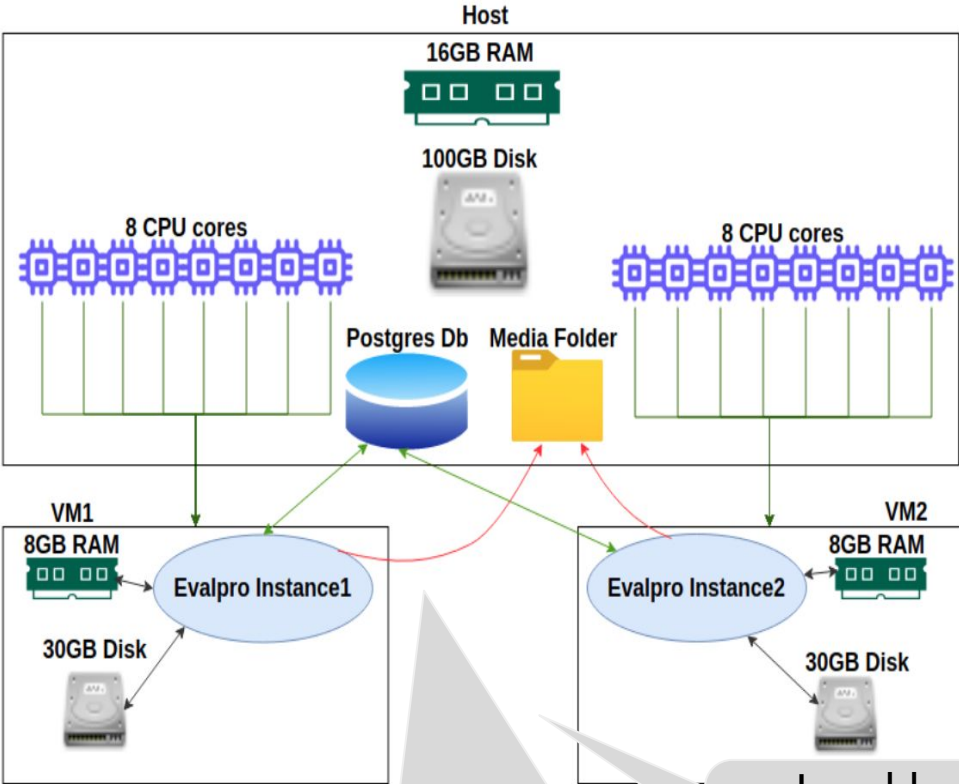 Host
16GB RAM
100GB Disk
8 CPU cores
8 CPU cores
Postgres Db
Media Folder
VM1
8GB RAM
Evalpro Instance1
30GB Disk
VM2
8GB RAM
Evalpro Instance2
30GB Disk